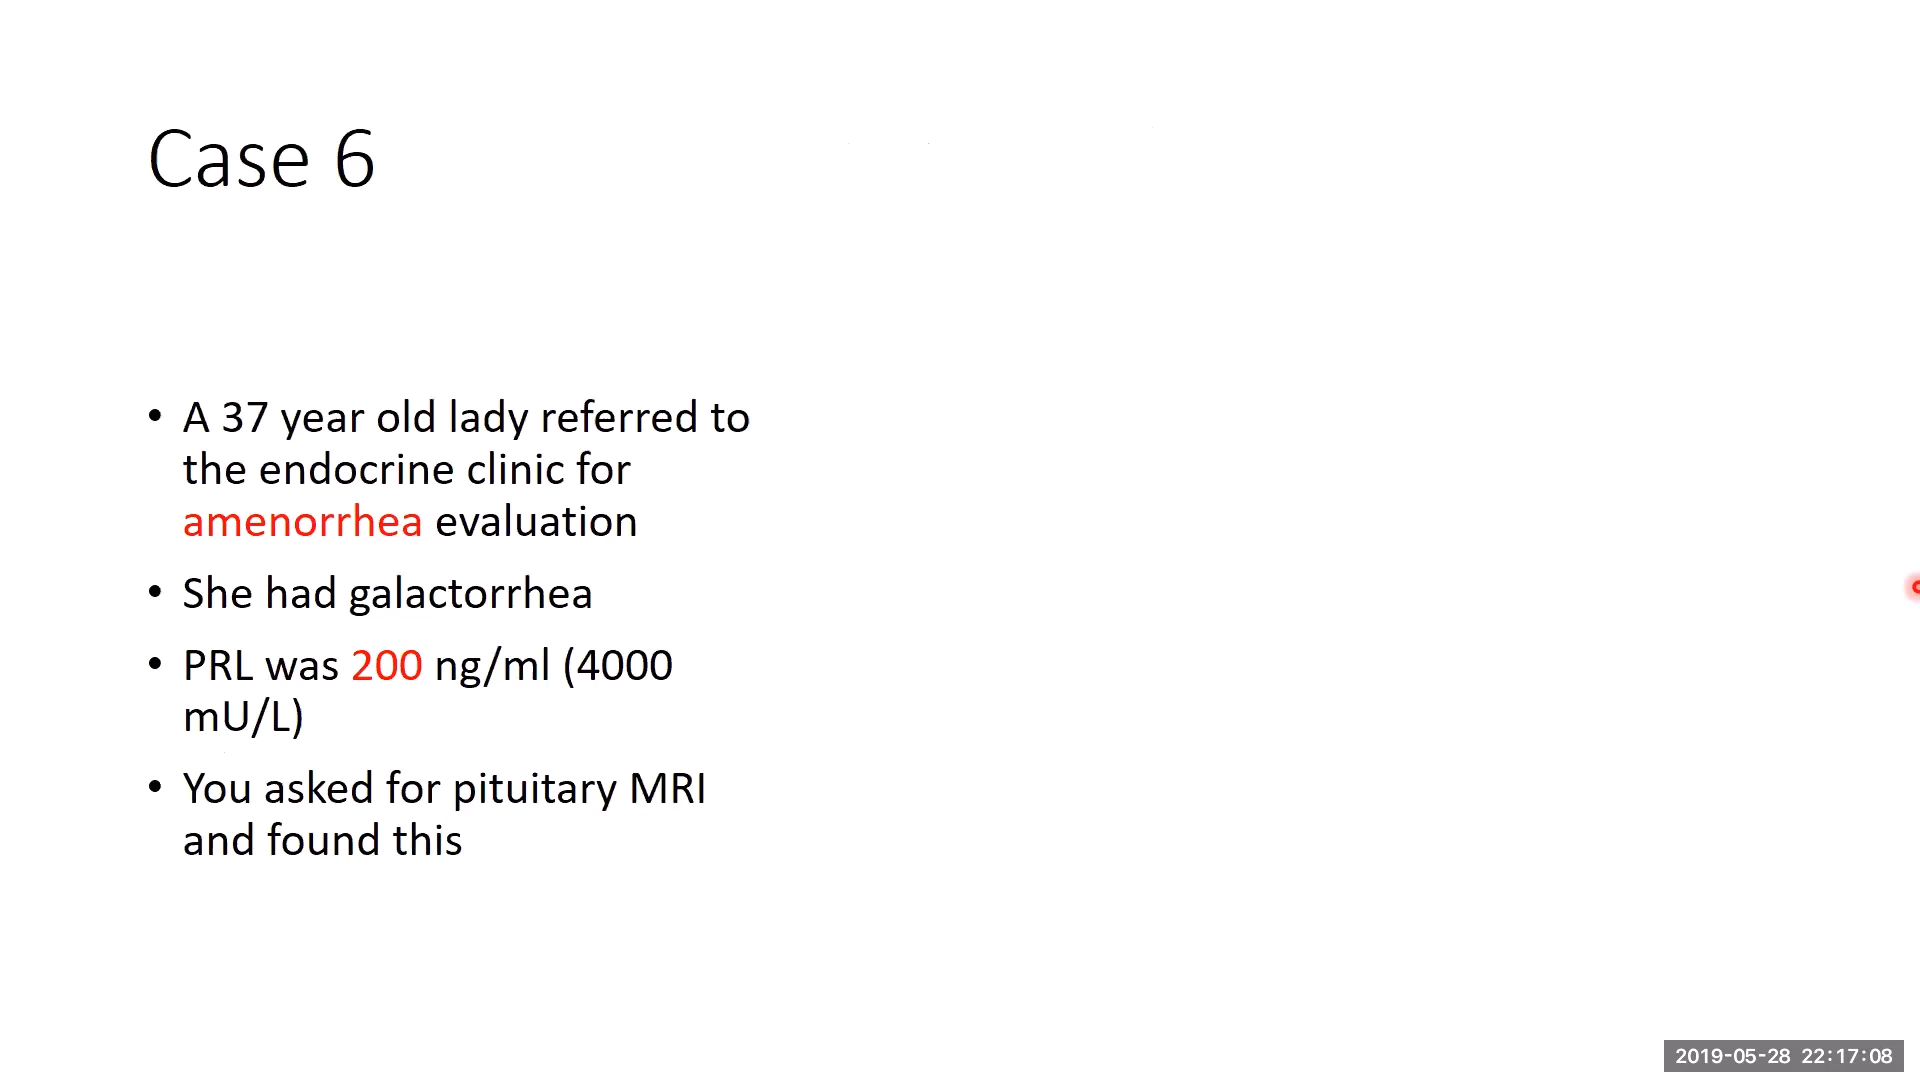 Case 6
• A 37 year old lady referred to
the endocrine clinic for
amenorrhea evaluation
• She had galactorrhea
• PRL was 200 ng/ml (4000
mU/L)
• You asked for pituitary MRI
and found this
2019-05-28 22:17:08